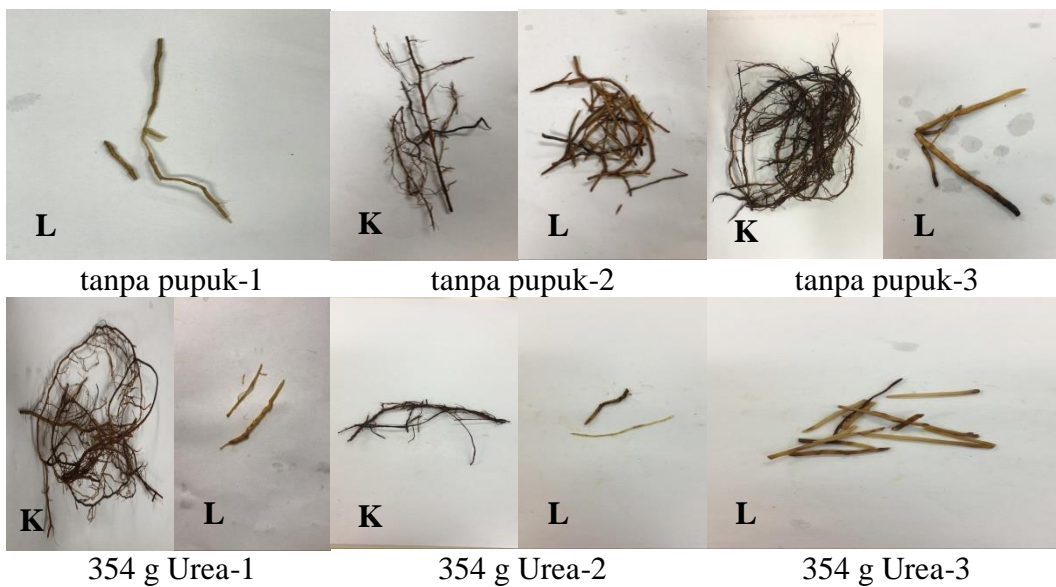 L
K
L
K
L
tanpa pupuk-1
tanpa pupuk-2
tanpa pupuk-3
K
L
K
L
L
354 g Urea-1
354 g Urea-2
354 g Urea-3